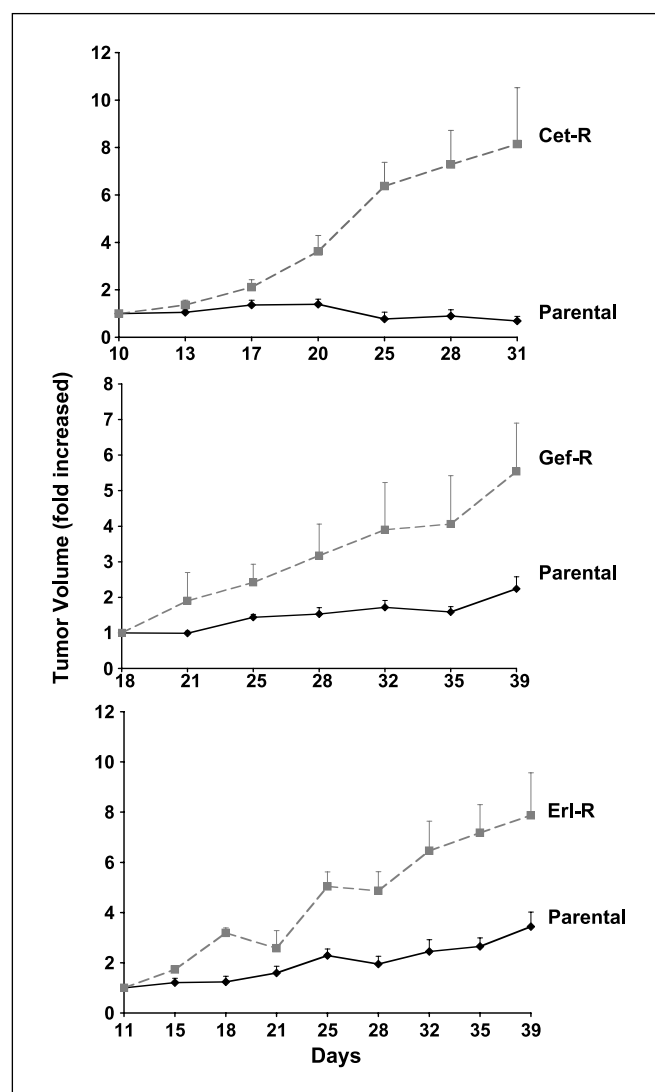 12
10
8
6
4
2
0
Cet-R
Parental
10 13 17 20 25 28 31
Tumor Volume (fold increased)
8
7
6
5
4
3
2
1
0
Gef-R
Parental
18 21 25 28 32 35 39
12
10
8
6
4
2
0
Erl-R
Parental
11 15 18 21 25 28 32 35 39
Days